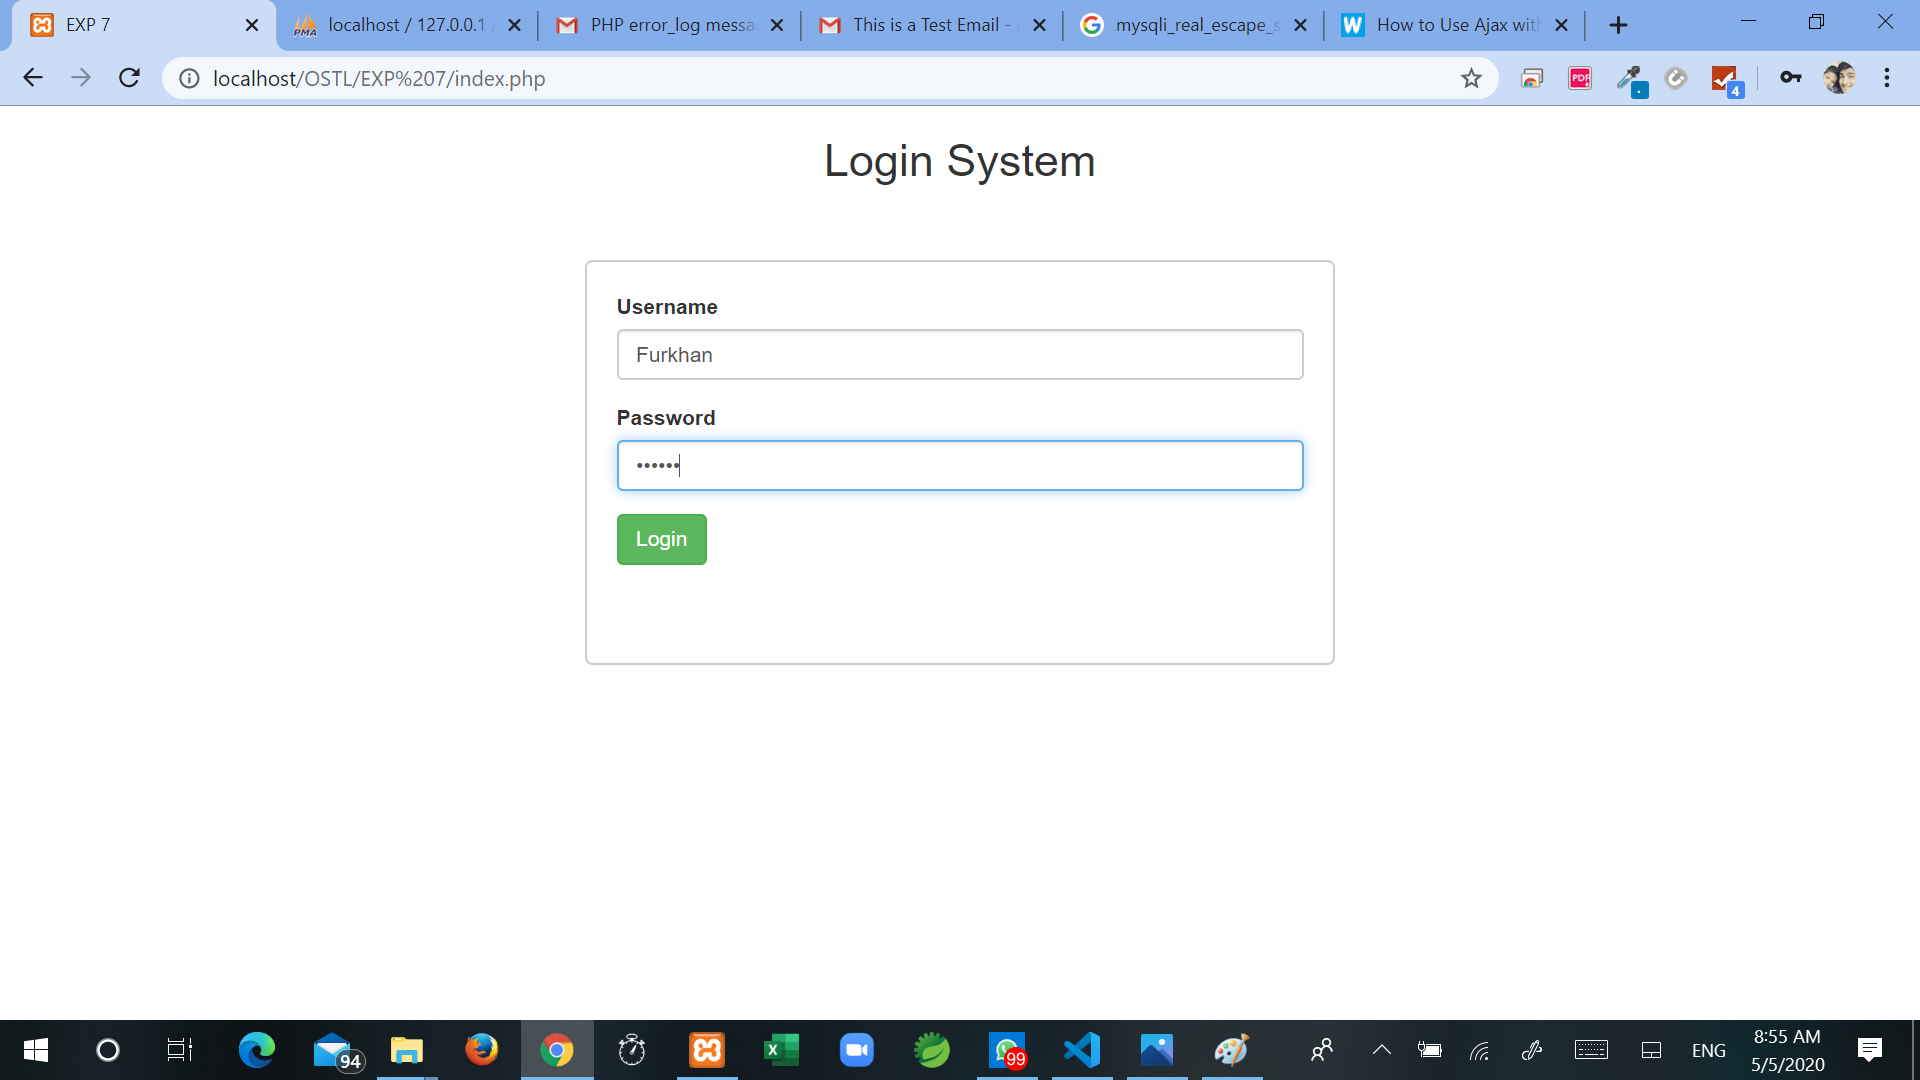 EXP 7
localhost / 127.0.0.1
PHP error_log messa
This is a Test Email -
mysqli_real_escape_s
How to Use Ajax wit
localhost/OSTL/EXP%207/index.php
PDF
4
Login System
Username
Furkhan
Password
••••••
Login
94
99
ENG
8:55 AM
5/5/2020